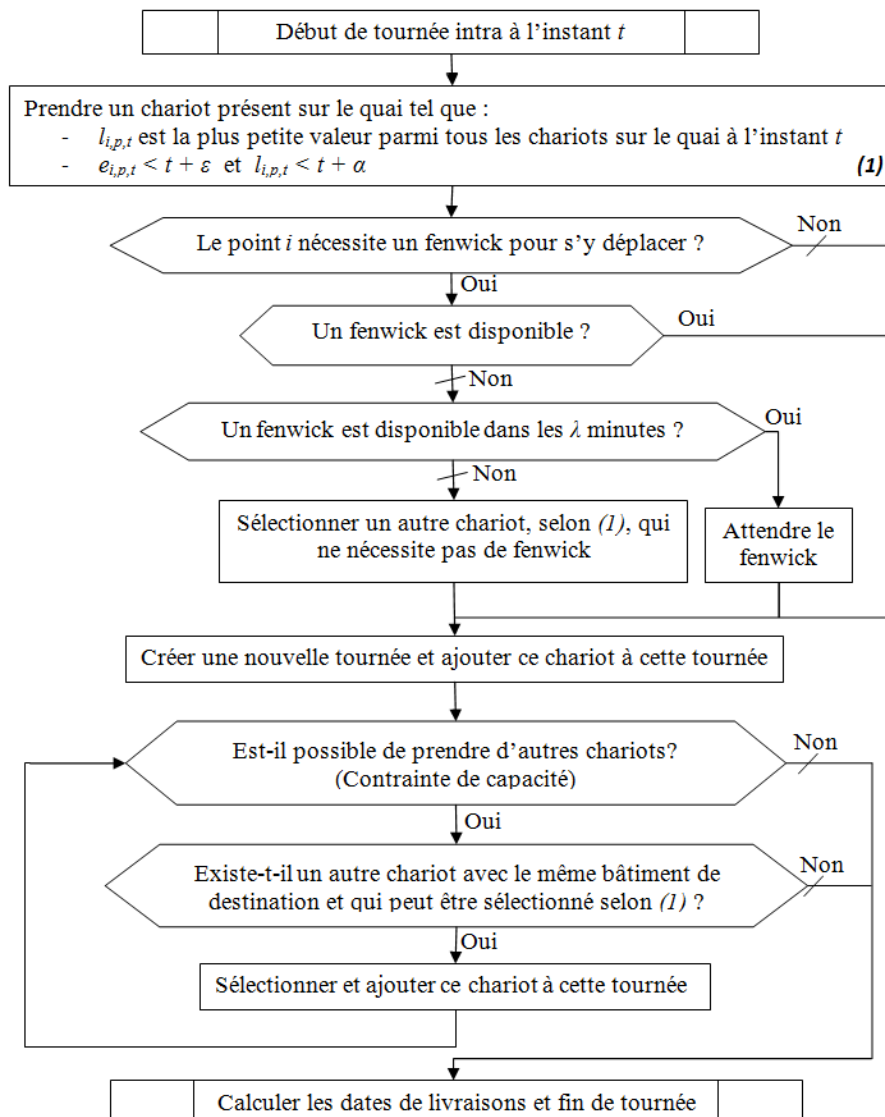 Début de tournée intra à l'instant t
Prendre un chariot présent sur le quai tel que :
- l_{i,p,t} est la plus petite valeur parmi tous les chariots sur le quai à l'instant t
- e_{i,p,t} < t + ε et l_{i,p,t} < t + α (1)
Le point i nécessite un fenwick pour s'y déplacer ?
Non
Oui
Un fenwick est disponible ?
Oui
Non
Un fenwick est disponible dans les λ minutes ?
Oui
Non
Sélectionner un autre chariot, selon (1), qui
ne nécessite pas de fenwick
Attendre le
fenwick
Créer une nouvelle tournée et ajouter ce chariot à cette tournée
Est-il possible de prendre d'autres chariots?
(Contrainte de capacité)
Non
Oui
Existe-t-il un autre chariot avec le même bâtiment de
destination et qui peut être sélectionné selon (1) ?
Non
Oui
Sélectionner et ajouter ce chariot à cette tournée
Calculer les dates de livraisons et fin de tournée